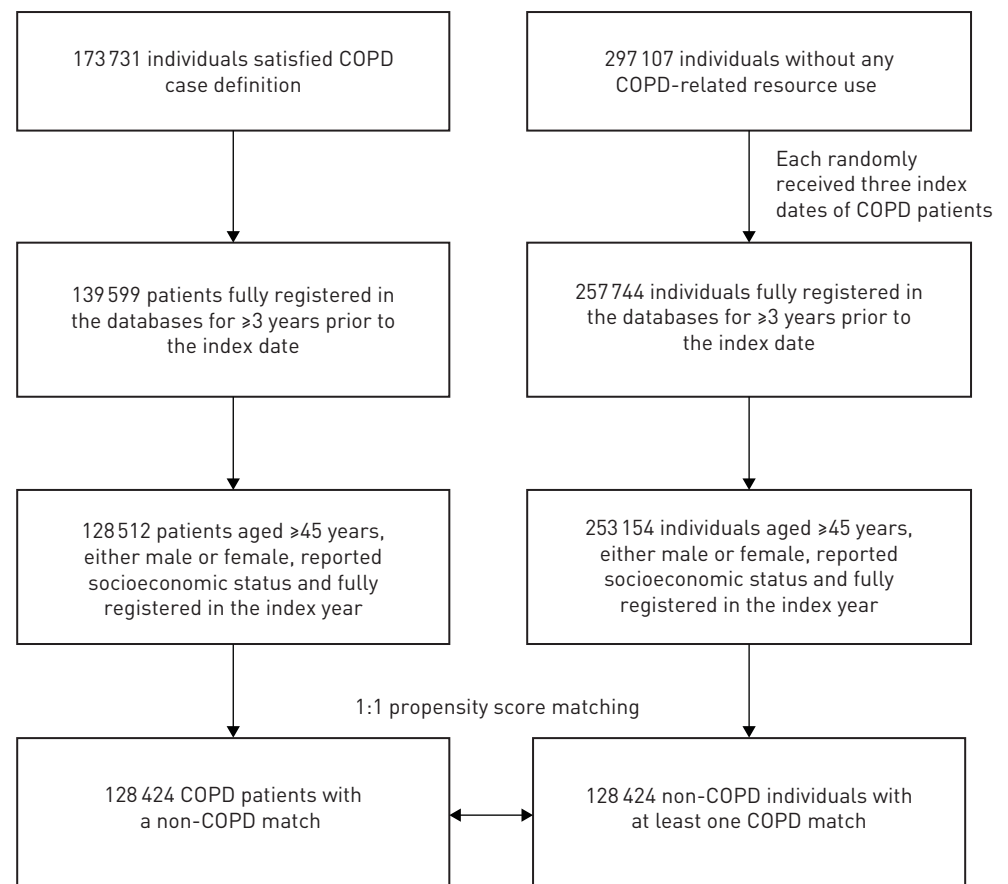 173 731 individuals satisfied COPD
case definition
297 107 individuals without any
COPD-related resource use
Each randomly
received three index
dates of COPD patients
139 599 patients fully registered in
the databases for ⩾3 years prior to
the index date
257 744 individuals fully registered in
the databases for ⩾3 years prior to
the index date
128 512 patients aged ⩾45 years,
either male or female, reported
socioeconomic status and fully
registered in the index year
253 154 individuals aged ⩾45 years,
either male or female, reported
socioeconomic status and fully
registered in the index year
1:1 propensity score matching
128 424 COPD patients with
a non-COPD match
128 424 non-COPD individuals with
at least one COPD match